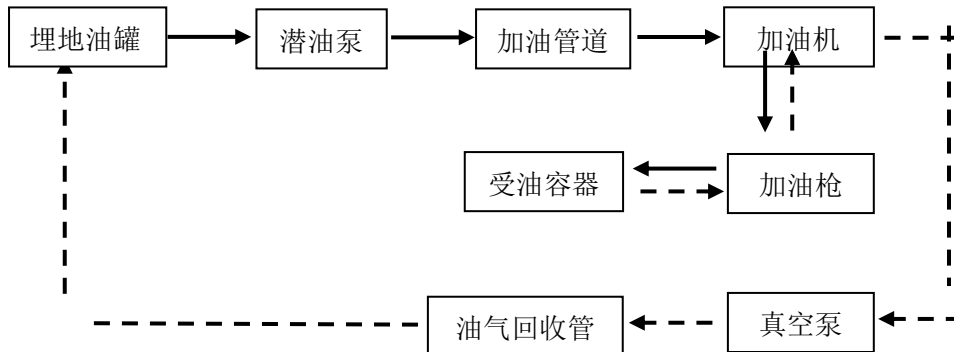 埋地油罐
潜油泵
加油管道
加油机
受油容器
加油枪
油气回收管
真空泵